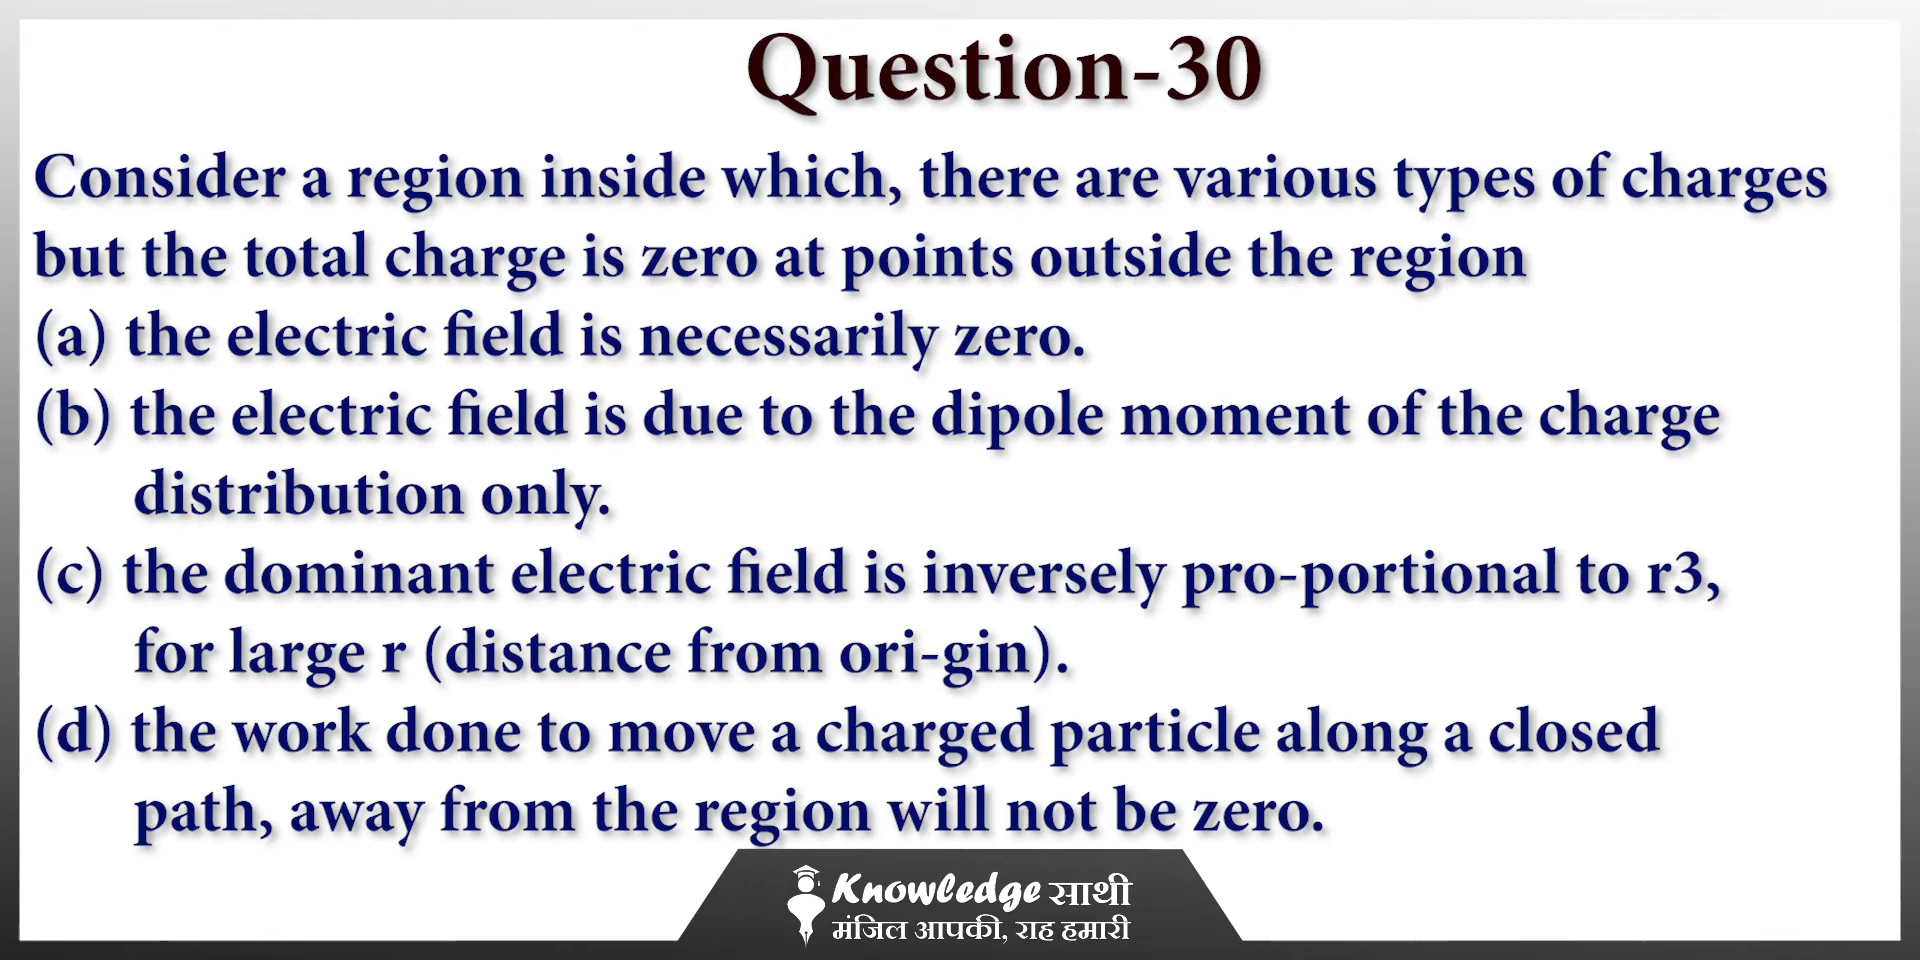 Question-30
Consider a region inside which, there are various types of charges
but the total charge is zero at points outside the region
(a) the electric field is necessarily zero.
(b) the electric field is due to the dipole moment of the charge
distribution only.
(c) the dominant electric field is inversely pro-portional to r3,
for large r (distance from ori-gin).
(d) the work done to move a charged particle along a closed
path, away from the region will not be zero.
Knowledge साथी
मंजिल आपकी, राह हमारी